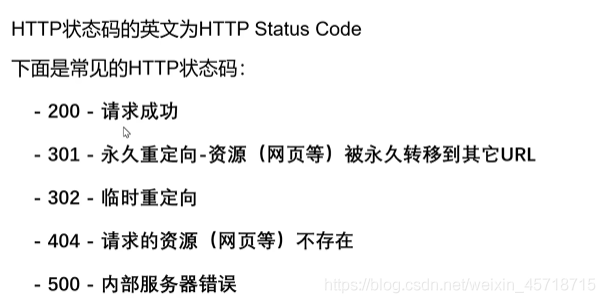 HTTP状态码的英文为HTTP Status Code
下面是常见的HTTP状态码：
- 200 - 请求成功
- 301 - 永久重定向-资源（网页等）被永久转移到其它URL
- 302 - 临时重定向
- 404 - 请求的资源（网页等）不存在
- 500 - 内部服务器错误
https://blog.csdn.net/weixin_45718715